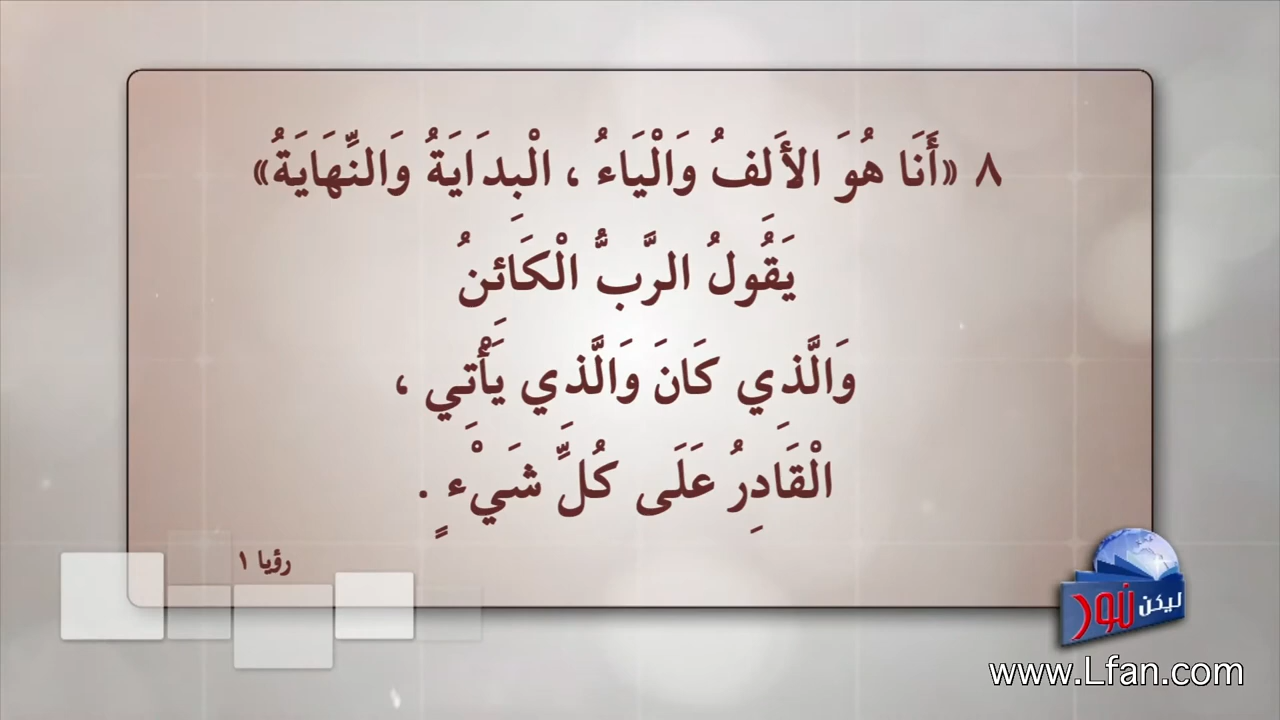 ٨ «أَنَا هُوَ الأَلِفُ وَالْيَاءُ ، الْبِدَايَةُ وَالنِّهَايَةُ»
يَقُولُ الرَّبُّ الْكَائِنُ
وَالَّذِي كَانَ وَالَّذِي يَأْتِي ،
الْقَادِرُ عَلَى كُلِّ شَيْءٍ .
رؤيا ١
ليكن نور
www.Lfan.com